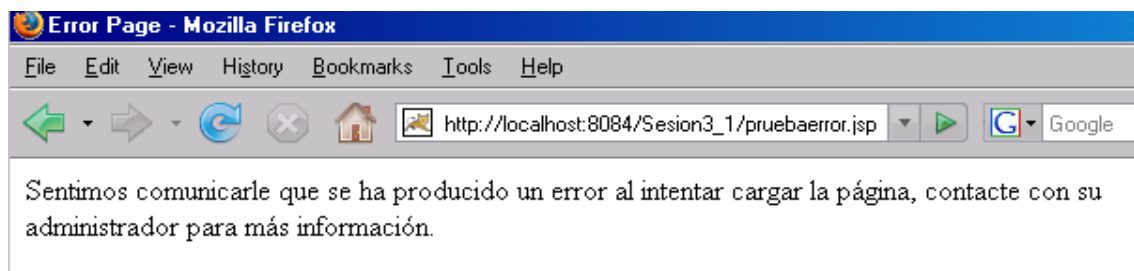 Error Page - Mozilla Firefox
File Edit View History Bookmarks Tools Help
http://localhost:8084/Sesion3_1/pruebaerror.jsp G Google
Sentimos comunicarle que se ha producido un error al intentar cargar la página, contacte con su
administrador para más información.